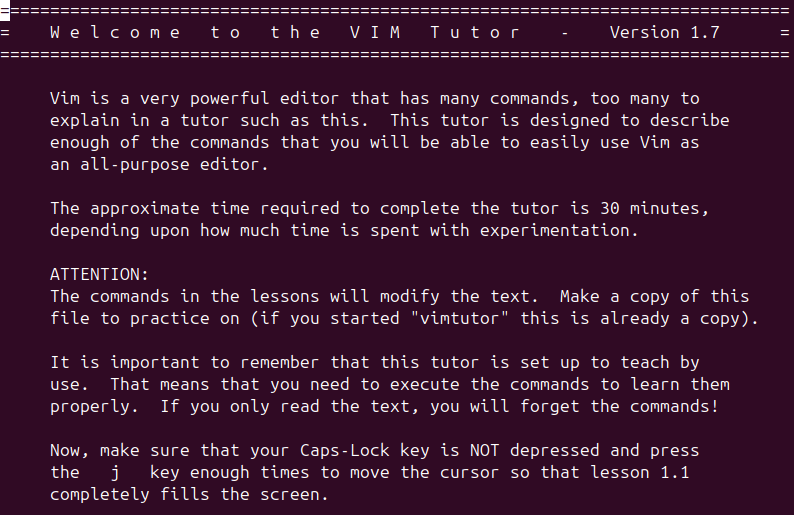 ===============================================================================
=    W e l c o m e   t o   t h e   V I M   T u t o r    -    Version 1.7      =
===============================================================================
Vim is a very powerful editor that has many commands, too many to
explain in a tutor such as this.  This tutor is designed to describe
enough of the commands that you will be able to easily use Vim as
an all-purpose editor.
The approximate time required to complete the tutor is 30 minutes,
depending upon how much time is spent with experimentation.
ATTENTION:
The commands in the lessons will modify the text.  Make a copy of this
file to practice on (if you started "vimtutor" this is already a copy).
It is important to remember that this tutor is set up to teach by
use.  That means that you need to execute the commands to learn them
properly.  If you only read the text, you will forget the commands!
Now, make sure that your Caps-Lock key is NOT depressed and press
the   j   key enough times to move the cursor so that lesson 1.1
completely fills the screen.